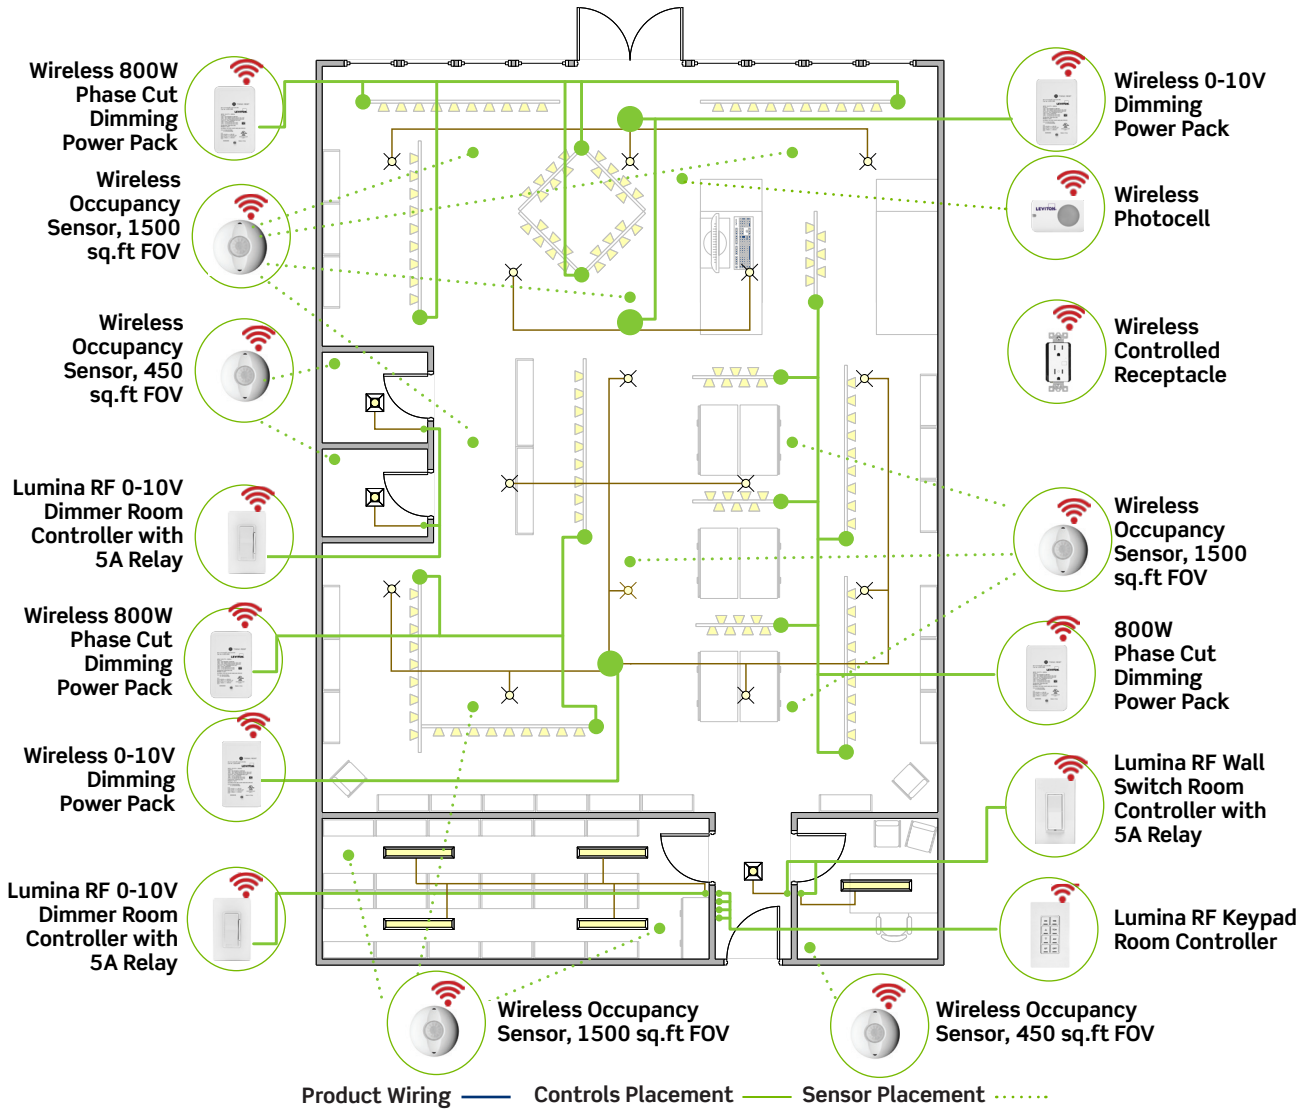 Wireless 800W
Phase Cut
Dimming
Power Pack
Wireless
Occupancy
Sensor, 1500
sq.ft FOV
Wireless
Occupancy
Sensor, 450
sq.ft FOV
Lumina RF 0-10V
Dimmer Room
Controller with
5A Relay
Wireless 800W
Phase Cut
Dimming
Power Pack
Wireless 0-10V
Dimming
Power Pack
Lumina RF 0-10V
Dimmer Room
Controller with
5A Relay
Wireless 0-10V
Dimming
Power Pack
LEVITON
Wireless
Photocell
Wireless
Controlled
Receptacle
Wireless
Occupancy
Sensor, 1500
sq.ft FOV
800W
Phase Cut
Dimming
Power Pack
Lumina RF Wall
Switch Room
Controller with
5A Relay
Lumina RF Keypad
Room Controller
Wireless Occupancy
Sensor, 1500 sq.ft FOV
Wireless Occupancy
Sensor, 450 sq.ft FOV
Product Wiring
Controls Placement
Sensor Placement